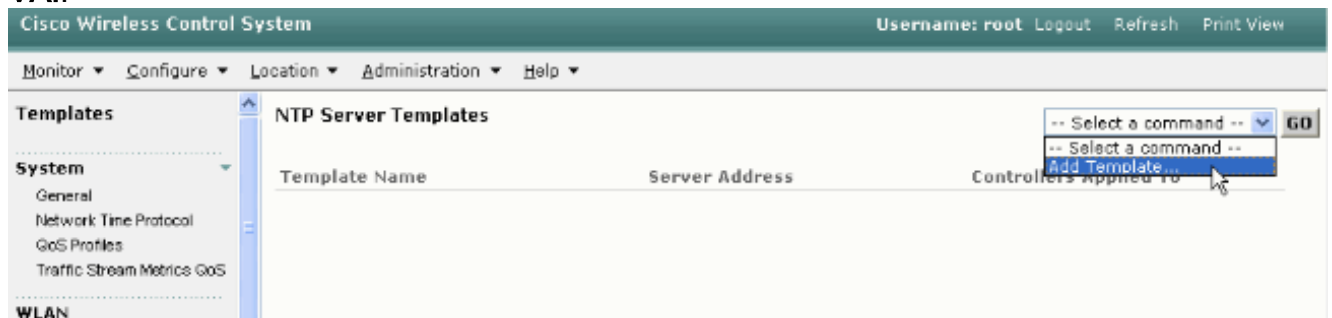 Cisco Wireless Control System
Username: root Logout Refresh Print View
Monitor Configure Location Administration Help
Templates
NTP Server Templates
-- Select a command -- GO
-- Select a command --
Add Template...
System
Template Name Server Address Controllers Applied To
General
Network Time Protocol
QoS Profiles
Traffic Stream Metrics QoS
WLAN